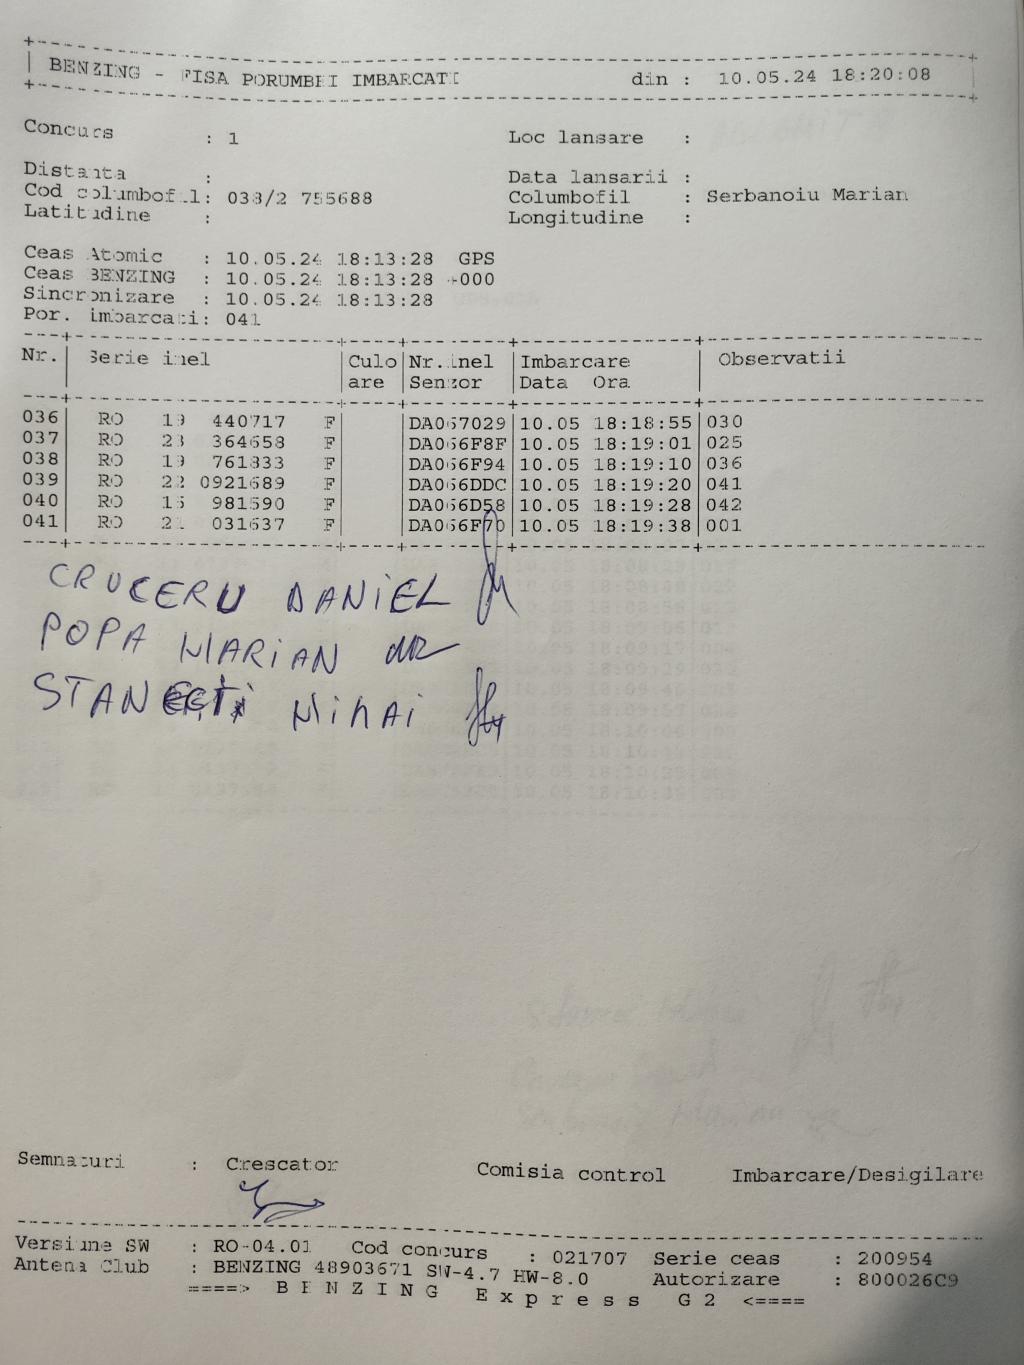 BENZING - FISA PORUMBEI IMBARCATI din : 10.05.24 18:20:08
Concurs : 1 Loc lansare :
Distanta : Data lansarii :
Cod columbofil: 038/2 755688 Columbofil : Serbanoiu Marian
Latitudine : Longitudine :
Ceas Atomic : 10.05.24 18:13:28 GPS
Ceas BENZING : 10.05.24 18:13:28 +000
Sincronizare : 10.05.24 18:13:28
Por. imbarcati: 041
Nr. Serie inel Culo Nr.inel Imbarcare Observatii
are Senzor Data Ora
036 RO 19 440717 F DA067029 10.05 18:18:55 030
037 RO 23 364658 F DA066F8F 10.05 18:19:01 025
038 RO 19 761833 F DA066F94 10.05 18:19:10 036
039 RO 22 0921689 F DA066DDC 10.05 18:19:20 041
040 RO 981590 F DA066D58 10.05 18:19:28 042
041 RO 031637 F 10.05 18:19:38 001
CRUCERU DANIEL
POPA MARIAN
MIHAI
Semnaturi : Crescator Comisia control Imbarcare/Desigilare
Versiune SW : RO-04.01 Cod concurs : 021707 Serie ceas : 200954
Antena Club : BENZING 48903671 SW-4.7 HW-8.0 Autorizare : 800026C9
====> B E N Z I N G E x p r e s s G 2 <====